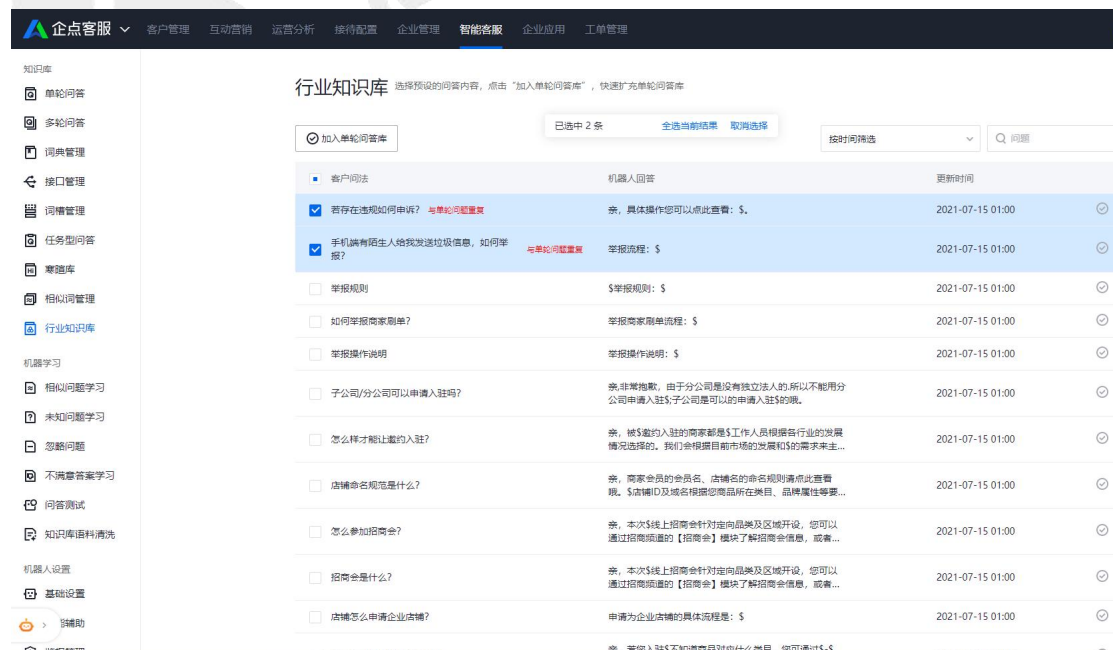 企点客服 客户管理 互动营销 运营分析 接待配置 企业管理 智能客服 企业应用 工单管理
知识库
单轮问答
多轮问答
词典管理
接口管理
词槽管理
任务型问答
寒暄库
相似词管理
行业知识库
机器学习
相似问题学习
未知问题学习
忽略问题
不满意答案学习
问答测试
知识库语料清洗
机器人设置
基础设置
辅助
行业知识库 选择预设的问答内容，点击“加入单轮问答库”，快速扩充单轮问答库
加入单轮问答库 已选中 2 条 全选当前结果 取消选择 按时间筛选 问题
客户问法 机器人回答 更新时间
若存在违规如何申诉？ 与单轮问题重复 亲，具体操作您可以点此查看：$。 2021-07-15 01:00
手机端有陌生人给我发送垃圾信息，如何举
报？ 与单轮问题重复 举报流程：$ 2021-07-15 01:00
举报规则 $举报规则：$ 2021-07-15 01:00
如何举报商家刷单？ 举报商家刷单流程：$ 2021-07-15 01:00
举报操作说明 举报操作说明：$ 2021-07-15 01:00
子公司/分公司可以申请入驻吗？ 亲,非常抱歉，由于分公司是没有独立法人的.所以不能用分
公司申请入驻$;子公司是可以的申请入驻$的哦。 2021-07-15 01:00
怎么样才能让邀约入驻？ 亲，被$邀约入驻的商家都是$工作人员根据各行业的发展
情况选择的。我们会根据目前市场的发展和$的需求来主... 2021-07-15 01:00
店铺命名规范是什么？ 亲，商家会员的会员名、店铺名的命名规则请点此查看
哦。$店铺ID及域名根据您商品所在类目、品牌属性等要... 2021-07-15 01:00
怎么参加招商会？ 亲，本次$线上招商会针对定向品类及区域开设，您可以
通过招商频道的【招商会】模块了解招商会信息，或者... 2021-07-15 01:00
招商会是什么？ 亲，本次$线上招商会针对定向品类及区域开设，您可以
通过招商频道的【招商会】模块了解招商会信息，或者... 2021-07-15 01:00
店铺怎么申请企业店铺？ 申请为企业店铺的具体流程是：$ 2021-07-15 01:00
亲，若您入驻$不知道商品对应什么类目，您可通过$-$